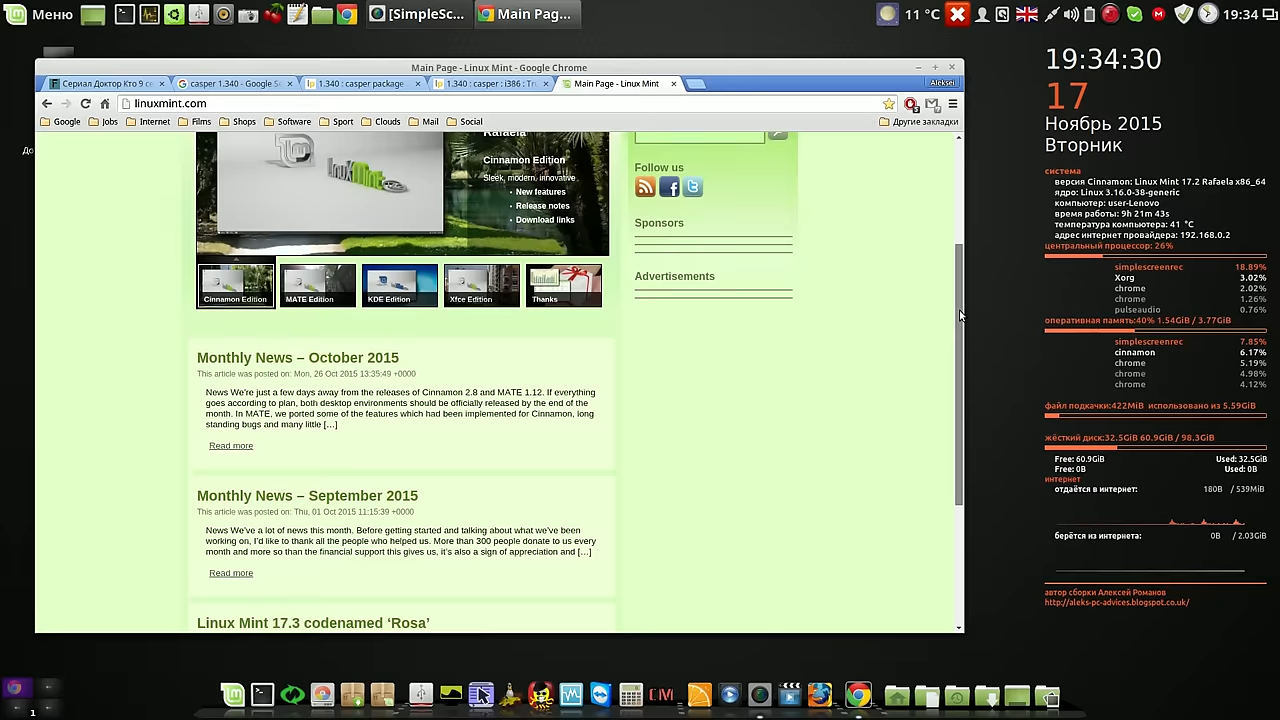 Меню
[SimpleSc...
Main Pag...
11 °C
19:34
Main Page - Linux Mint - Google Chrome
Сериал Доктор Кто 9 с
casper 1.340 - Google S
1.340 : casper package
1.340 : casper : i386 : Tr
Main Page - Linux Mint
Aleksei
linuxmint.com
Google
Jobs
Internet
Films
Shops
Software
Sport
Clouds
Mail
Social
Другие закладки
До
Rafaela
Cinnamon Edition
Sleek, modern, innovative
New features
Release notes
Download links
Cinnamon Edition
MATE Edition
KDE Edition
Xfce Edition
Thanks
Follow us
Sponsors
Advertisements
Monthly News – October 2015
This article was posted on: Mon, 26 Oct 2015 13:35:49 +0000
News We're just a few days away from the releases of Cinnamon 2.8 and MATE 1.12. If everything
goes according to plan, both desktop environments should be officially released by the end of the
month. In MATE, we ported some of the features which had been implemented for Cinnamon, long
standing bugs and many little [...]
Read more
Monthly News – September 2015
This article was posted on: Thu, 01 Oct 2015 11:15:39 +0000
News We've a lot of news this month. Before getting started and talking about what we've been
working on, I'd like to thank all the people who helped us. More than 300 people donate to us every
month and more so than the financial support this gives us, it's also a sign of appreciation and [...]
Read more
Linux Mint 17.3 codenamed 'Rosa'
19:34:30
17
Ноябрь 2015
Вторник
система
версия Cinnamon: Linux Mint 17.2 Rafaela x86_64
ядро: Linux 3.16.0-38-generic
компьютер: user-Lenovo
время работы: 9h 21m 43s
температура компьютера: 41 °C
адрес интернет провайдера: 192.168.0.2
центральный процессор: 26%
simplescreenrec 18.89%
Xorg 3.02%
chrome 2.02%
chrome 1.26%
pulseaudio 0.76%
оперативная память:40% 1.54GiB / 3.77GiB
simplescreenrec 7.85%
cinnamon 6.17%
chrome 5.19%
chrome 4.98%
chrome 4.12%
файл подкачки:422MiB использовано из 5.59GiB
жёсткий диск:32.5GiB 60.9GiB / 98.3GiB
Free: 60.9GiB Used: 32.5GiB
Free: 0B Used: 0B
интернет
отдаётся в интернет: 180B / 539MiB
берётся из интернета: 0B / 2.03GiB
автор сборки Алексей Романов
http://aleks-pc-advices.blogspot.co.uk/
1